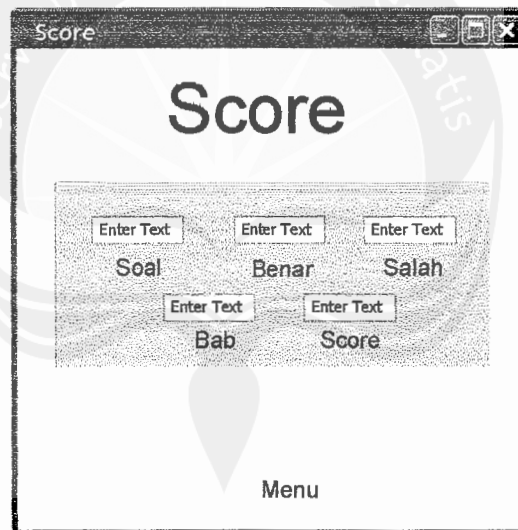 Score
Score
Enter Text Enter Text Enter Text
Soal Benar Salah
Enter Text Enter Text
Bab Score
Menu